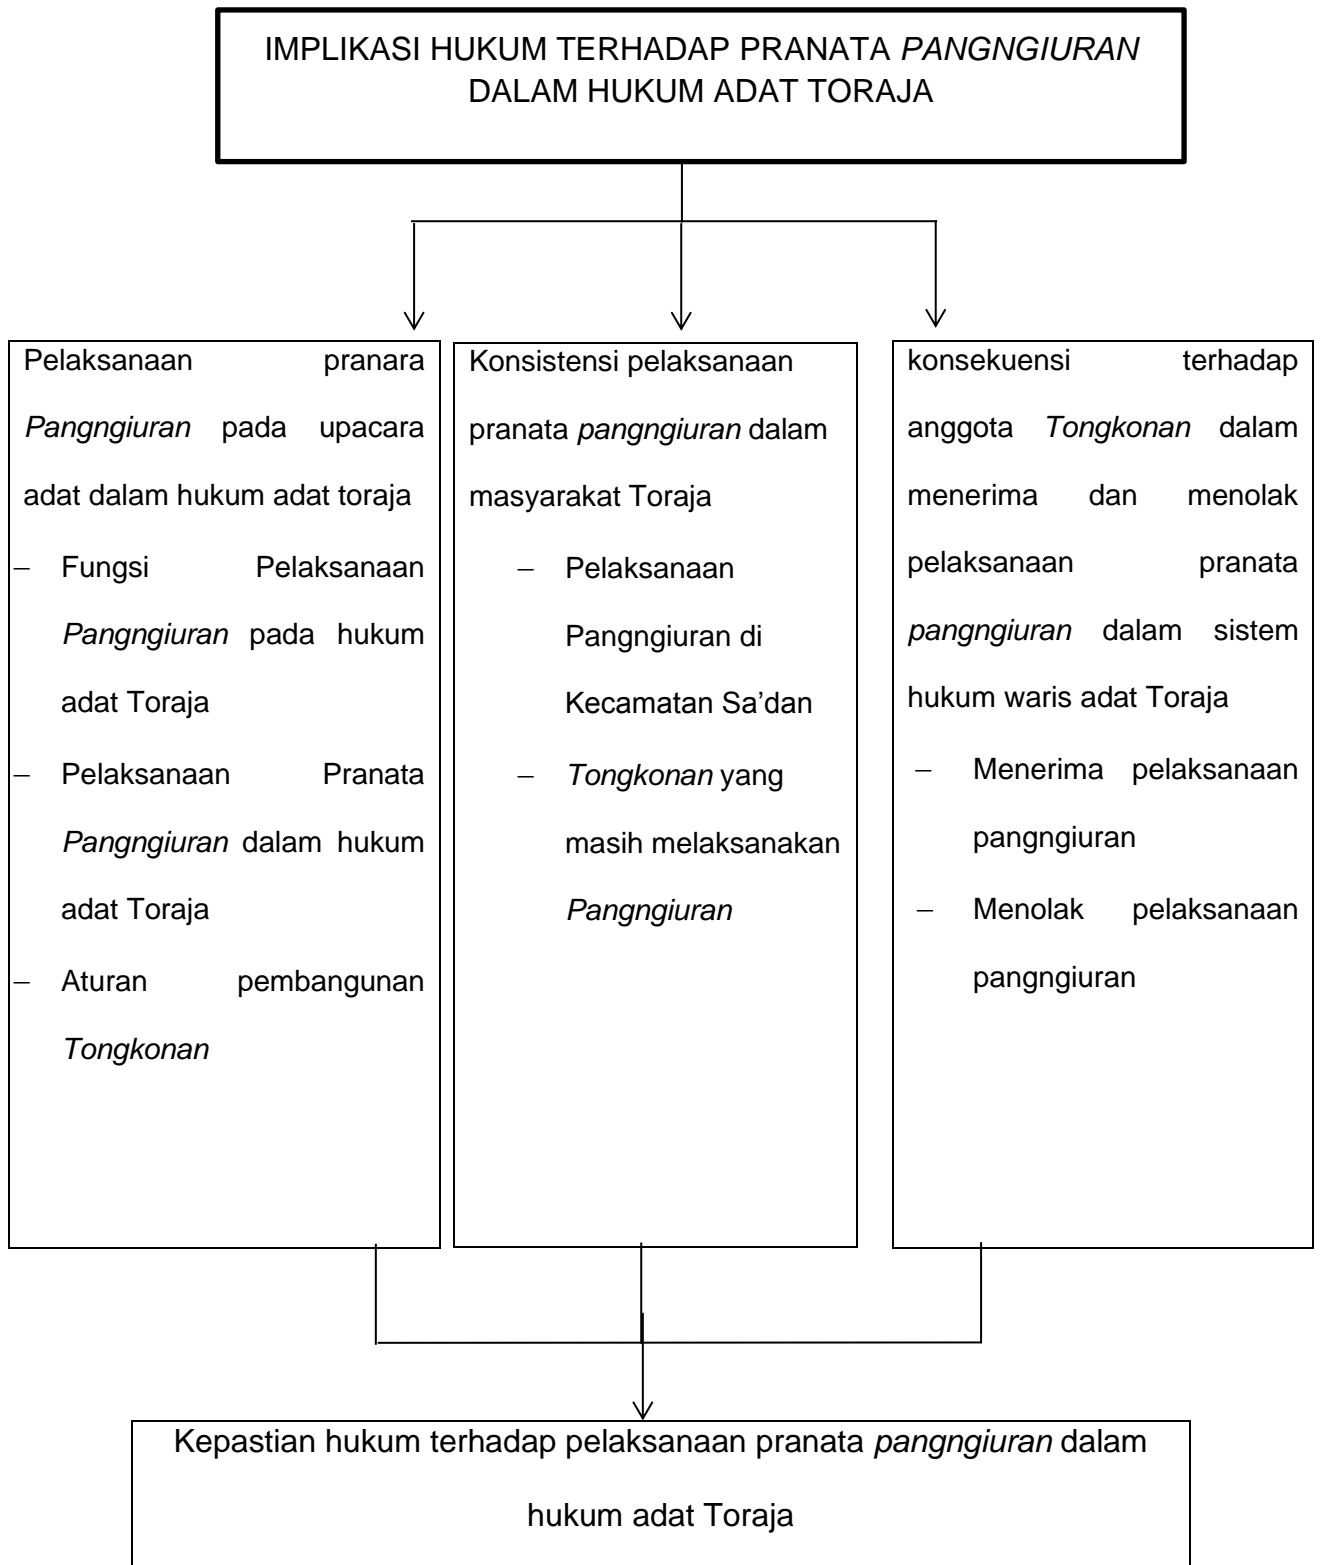 IMPLIKASI HUKUM TERHADAP PRANATA PANGNGIURAN
DALAM HUKUM ADAT TORAJA
Pelaksanaan pranara
Pangngiuran pada upacara
adat dalam hukum adat toraja
– Fungsi Pelaksanaan
Pangngiuran pada hukum
adat Toraja
– Pelaksanaan Pranata
Pangngiuran dalam hukum
adat Toraja
– Aturan pembangunan
Tongkonan
Konsistensi pelaksanaan
pranata pangngiuran dalam
masyarakat Toraja
– Pelaksanaan
Pangngiuran di
Kecamatan Sa’dan
– Tongkonan yang
masih melaksanakan
Pangngiuran
konsekuensi terhadap
anggota Tongkonan dalam
menerima dan menolak
pelaksanaan pranata
pangngiuran dalam sistem
hukum waris adat Toraja
– Menerima pelaksanaan
pangngiuran
– Menolak pelaksanaan
pangngiuran
Kepastian hukum terhadap pelaksanaan pranata pangngiuran dalam
hukum adat Toraja